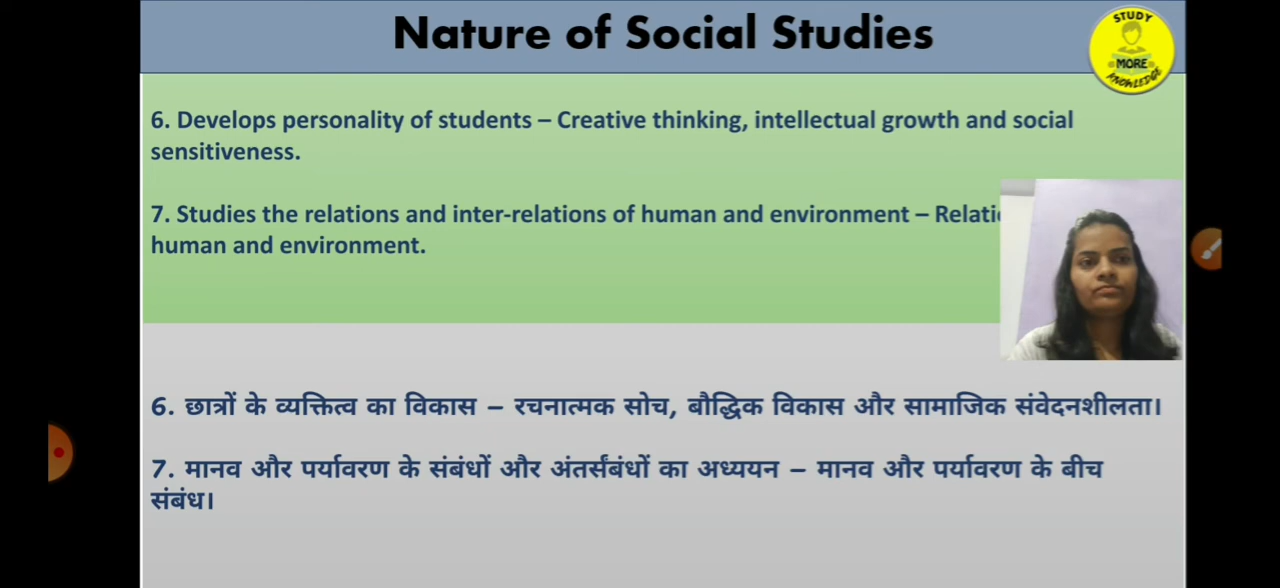 Nature of Social Studies
STUDY
MORE
KNOWLEDGE
6. Develops personality of students – Creative thinking, intellectual growth and social
sensitiveness.
7. Studies the relations and inter-relations of human and environment –
human and environment.
6. छात्रों के व्यक्तित्व का विकास – रचनात्मक सोच, बौद्धिक विकास और सामाजिक संवेदनशीलता।
7. मानव और पर्यावरण के संबंधों और अंतर्संबंधों का अध्ययन – मानव और पर्यावरण के बीच
संबंध।